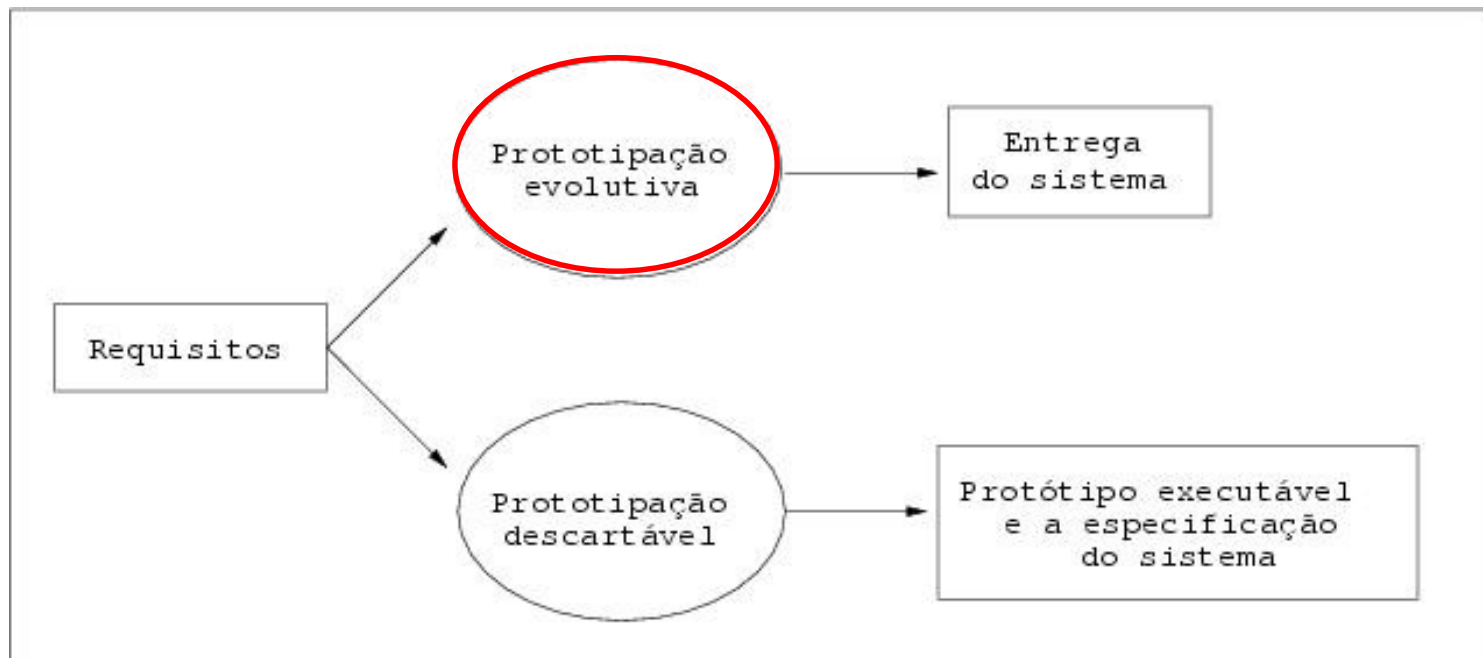 Prototipação
evolutiva
Entrega
do sistema
Requisitos
Prototipação
descartável
Protótipo executável
e a especificação
do sistema